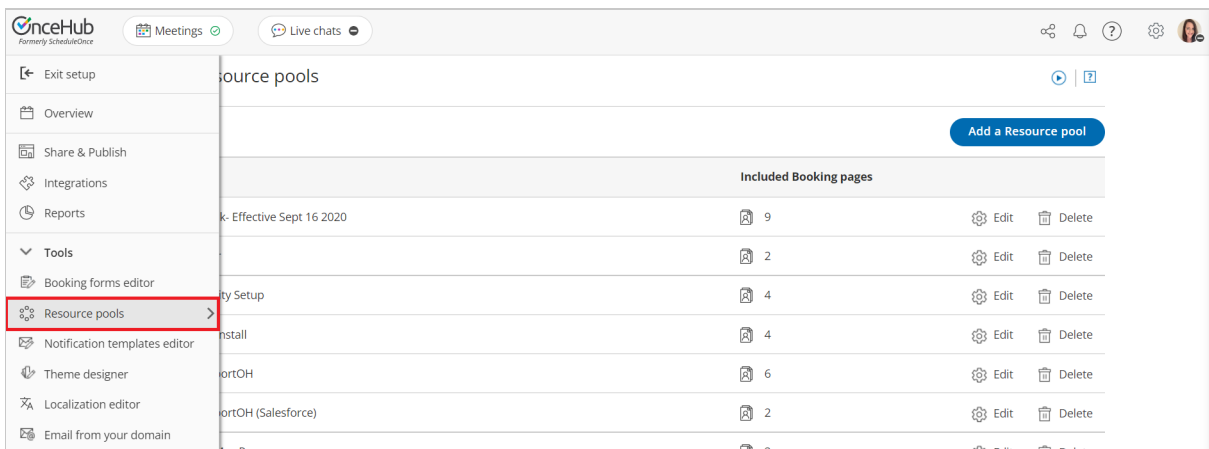 OnceHub
Formerly ScheduleOnce
Meetings
Live chats
?
Exit setup
source pools
?
Overview
Add a Resource pool
Share & Publish
Included Booking pages
Integrations
Reports
k- Effective Sept 16 2020 9 Edit Delete
Tools
2 Edit Delete
Booking forms editor
ity Setup 4 Edit Delete
Resource pools
nstall 4 Edit Delete
Notification templates editor
Theme designer
portOH 6 Edit Delete
Localization editor
portOH (Salesforce) 2 Edit Delete
Email from your domain